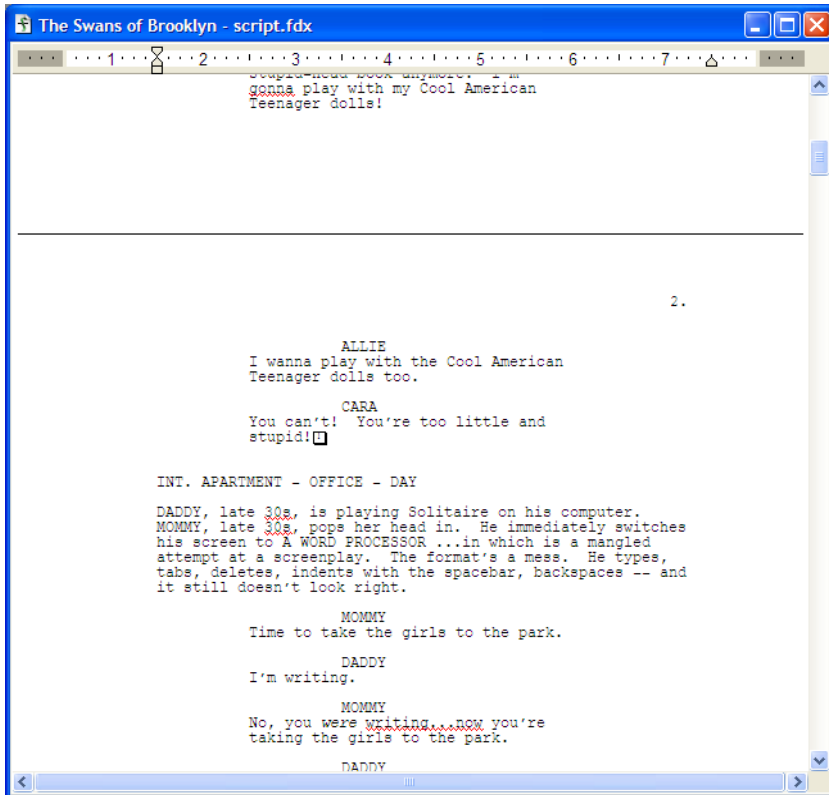 The Swans of Brooklyn - script.fdx
1 2 3 4 5 6 7
stupid-head book anymore. I'm
gonna play with my Cool American
Teenager dolls!
2.
ALLIE
I wanna play with the Cool American
Teenager dolls too.
CARA
You can't! You're too little and
stupid!
INT. APARTMENT - OFFICE - DAY
DADDY, late 30s, is playing Solitaire on his computer.
MOMMY, late 30s, pops her head in. He immediately switches
his screen to A WORD PROCESSOR ...in which is a mangled
attempt at a screenplay. The format's a mess. He types,
tabs, deletes, indents with the spacebar, backspaces -- and
it still doesn't look right.
MOMMY
Time to take the girls to the park.
DADDY
I'm writing.
MOMMY
No, you were writing...now you're
taking the girls to the park.
DADDY